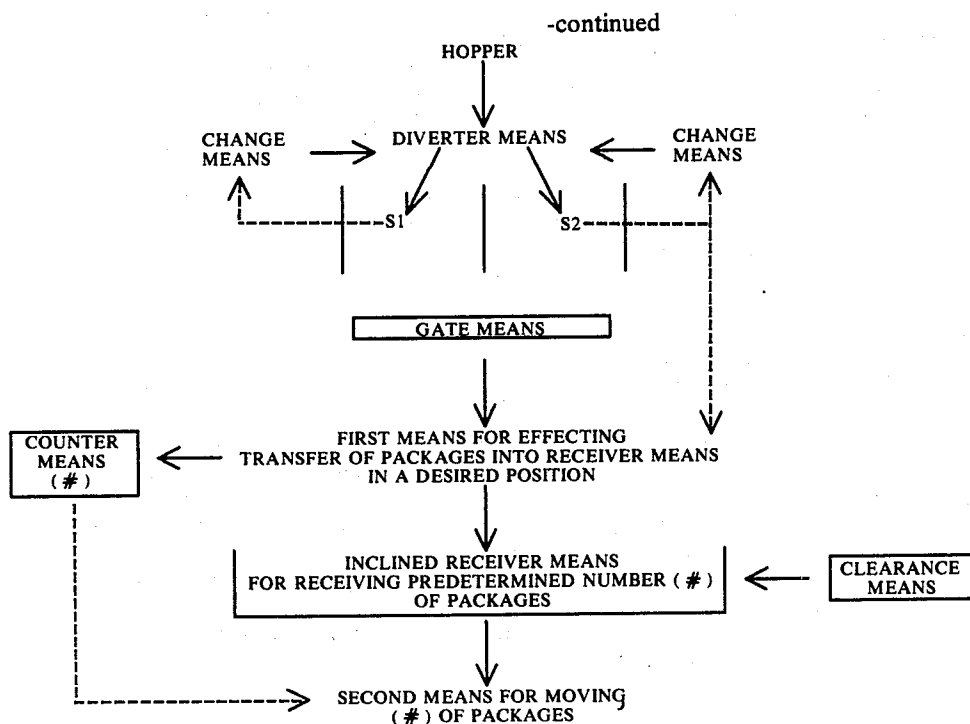 -continued
HOPPER
CHANGE
MEANS
DIVERTER MEANS
CHANGE
MEANS
S1
S2
GATE MEANS
COUNTER
MEANS
(#)
FIRST MEANS FOR EFFECTING
TRANSFER OF PACKAGES INTO RECEIVER MEANS
IN A DESIRED POSITION
INCLINED RECEIVER MEANS
FOR RECEIVING PREDETERMINED NUMBER (#)
OF PACKAGES
CLEARANCE
MEANS
SECOND MEANS FOR MOVING
(#) OF PACKAGES